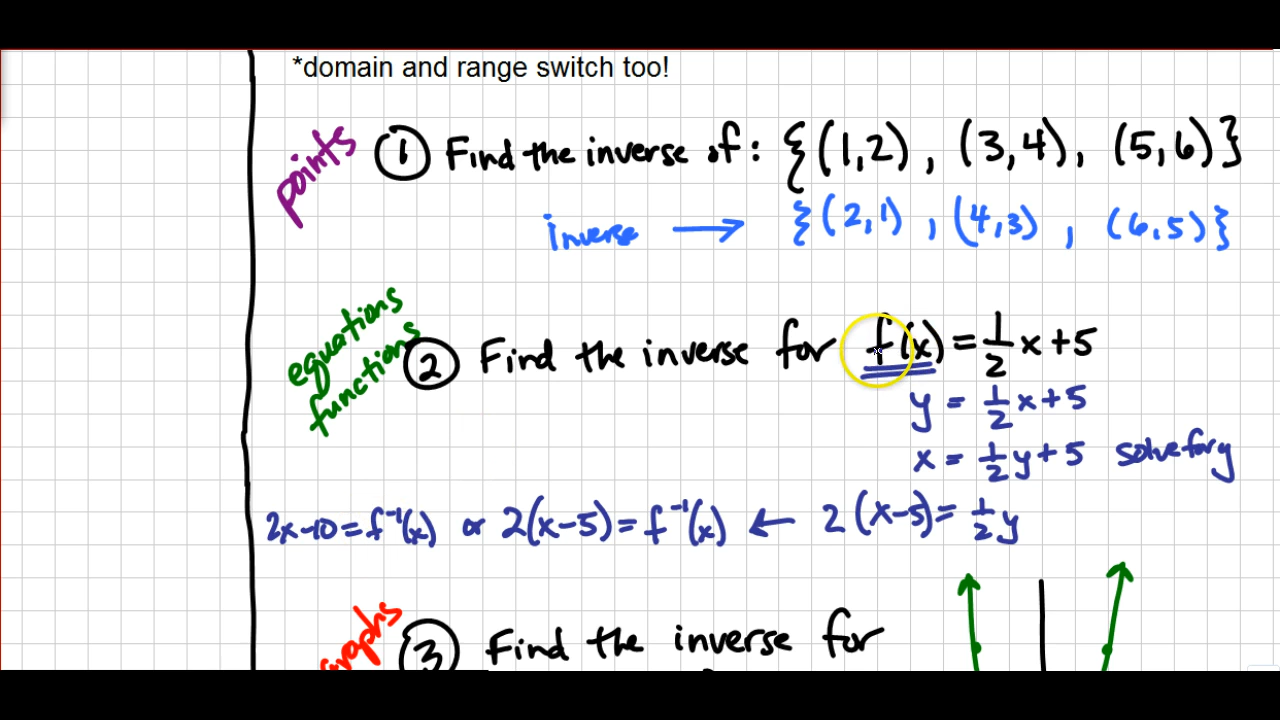 *domain and range switch too!
points ① Find the inverse of: {(1,2), (3,4), (5,6)}
inverse → {(2,1), (4,3), (6,5)}
equations
functions
② Find the inverse for f(x) = 1/2 x + 5
y = 1/2 x + 5
x = 1/2 y + 5 solve for y
2x - 10 = f⁻¹(x) or 2(x-5) = f⁻¹(x) ← 2(x-5) = 1/2 y
graphs ③ Find the inverse for